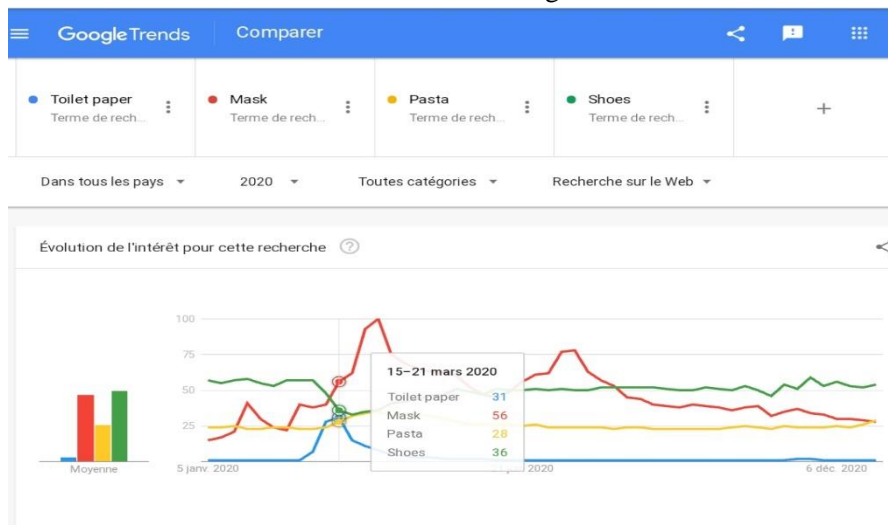 GoogleTrends Comparer
Toilet paper Mask Pasta Shoes
Terme de rech... Terme de rech... Terme de rech... Terme de rech... +
Dans tous les pays 2020 Toutes catégories Recherche sur le Web
Évolution de l'intérêt pour cette recherche ?
100
75
50
25
15–21 mars 2020
Toilet paper 31
Mask 56
Pasta 28
Shoes 36
Moyenne 5 janv. 2020 2020 6 déc. 2020